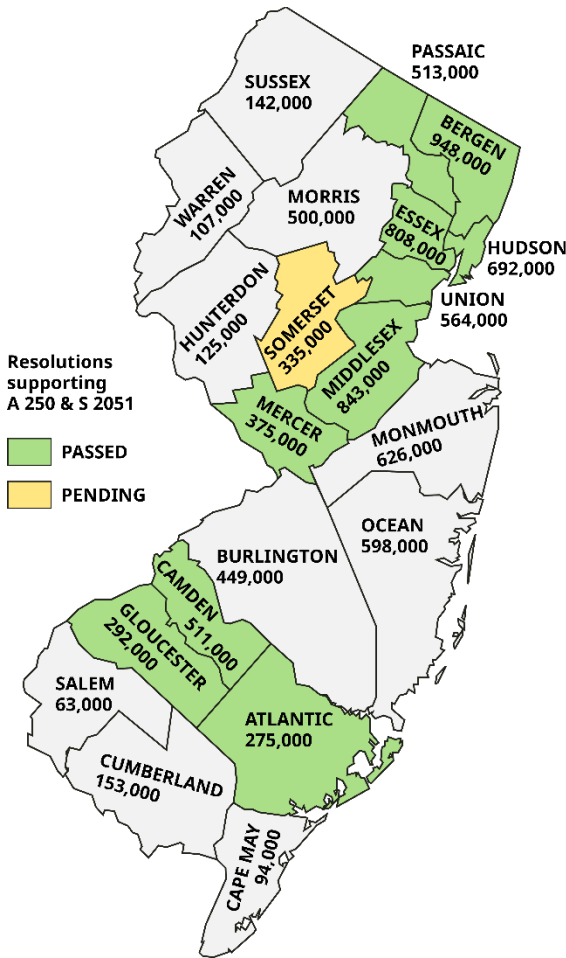 PASSAIC
513,000
SUSSEX
142,000
BERGEN
948,000
WARREN
107,000
MORRIS
500,000
ESSEX
808,000
HUDSON
692,000
UNION
564,000
HUNTERDON
125,000
SOMERSET
335,000
MIDDLESEX
843,000
Resolutions
supporting
A 250 & S 2051
PASSED
PENDING
MERCER
375,000
MONMOUTH
626,000
OCEAN
598,000
BURLINGTON
449,000
CAMDEN
511,000
GLOUCESTER
292,000
SALEM
63,000
ATLANTIC
275,000
CUMBERLAND
153,000
CAPE MAY
94,000